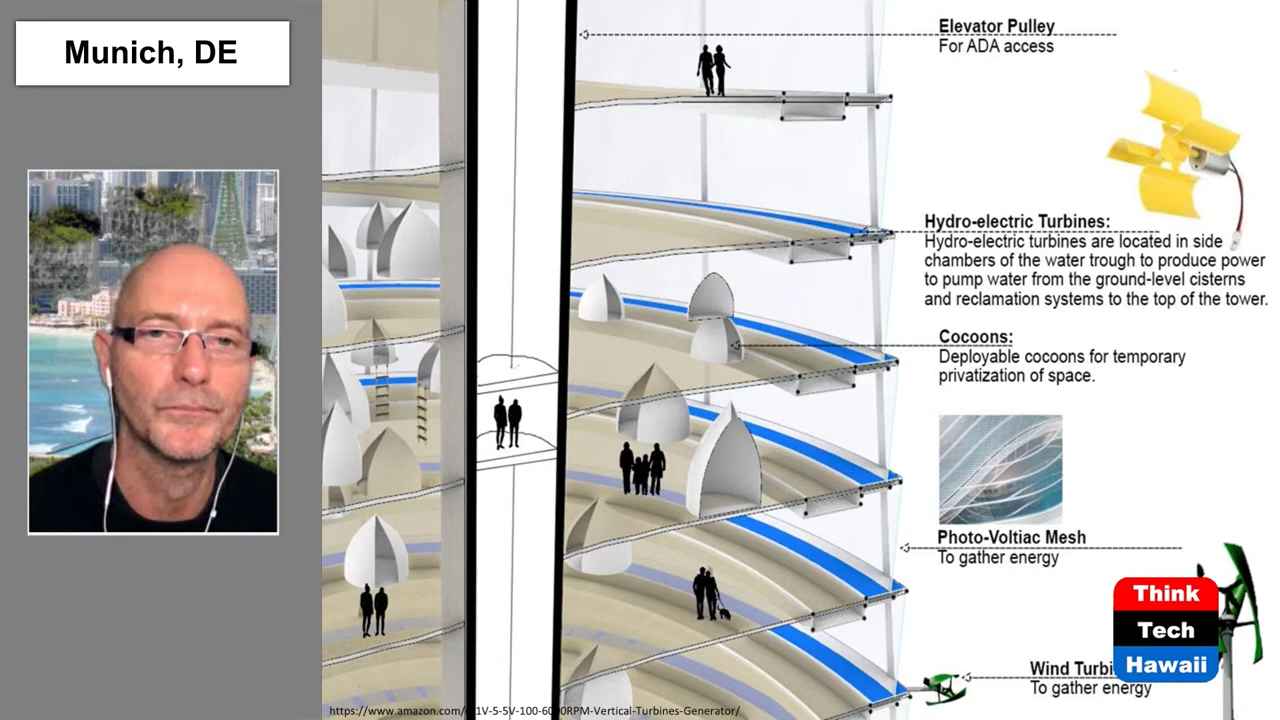 Munich, DE
Elevator Pulley
For ADA access
Hydro-electric Turbines:
Hydro-electric turbines are located in side
chambers of the water trough to produce power
to pump water from the ground-level cisterns
and reclamation systems to the top of the tower.
Cocoons:
Deployable cocoons for temporary
privatization of space.
Photo-Voltiac Mesh
To gather energy
Think
Tech
Hawaii
Wind
To gather energy